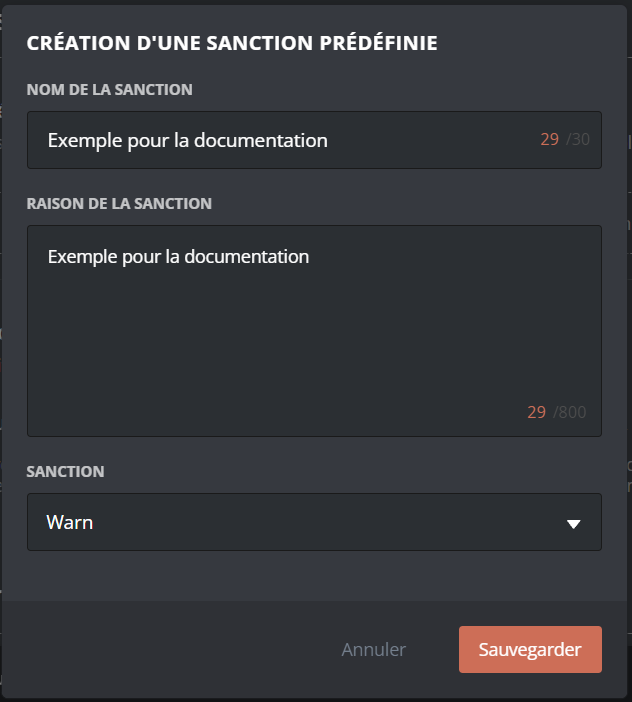 CRÉATION D'UNE SANCTION PRÉDÉFINIE
NOM DE LA SANCTION
Exemple pour la documentation 29 /30
RAISON DE LA SANCTION
Exemple pour la documentation
29 /800
SANCTION
Warn
Annuler Sauvegarder